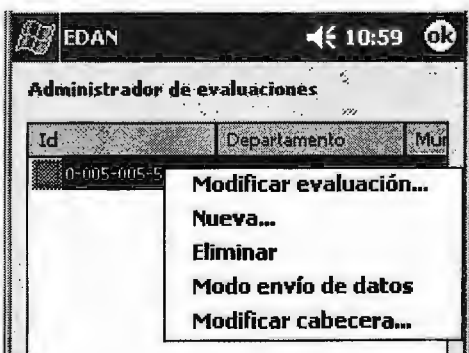 EDAN 10:59 ok
Administrador de evaluaciones
Id Departamento Mun
0-005-005-5
Modificar evaluación...
Nueva...
Eliminar
Modo envío de datos
Modificar cabecera...